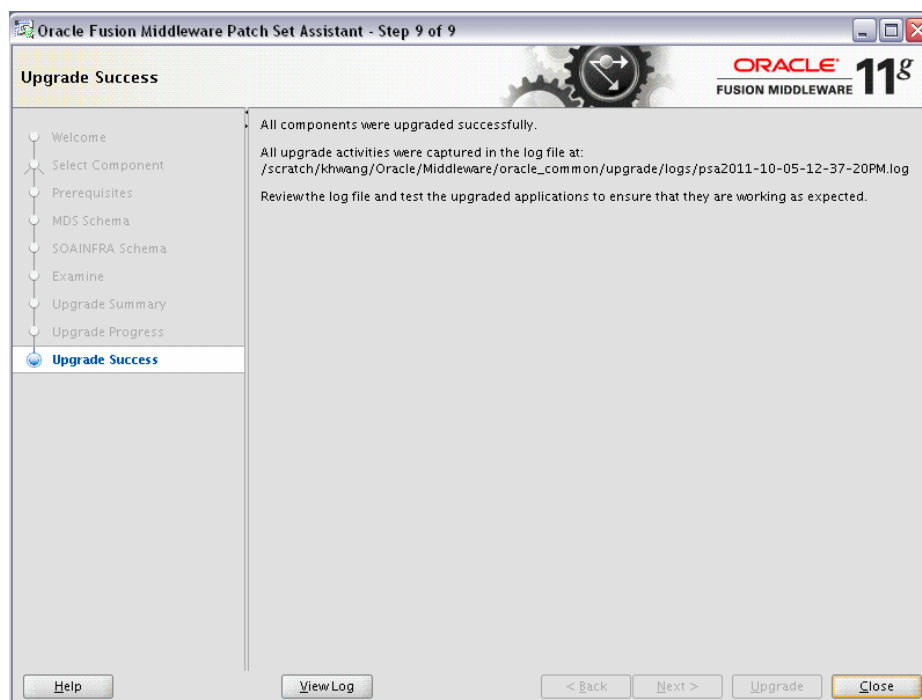 Oracle Fusion Middleware Patch Set Assistant - Step 9 of 9
Upgrade Success
ORACLE
FUSION MIDDLEWARE
11g
Welcome
Select Component
Prerequisites
MDS Schema
SOAINFRA Schema
Examine
Upgrade Summary
Upgrade Progress
Upgrade Success
All components were upgraded successfully.
All upgrade activities were captured in the log file at:
/scratch/khwang/Oracle/Middleware/oracle_common/upgrade/logs/psa2011-10-05-12-37-20PM.log
Review the log file and test the upgraded applications to ensure that they are working as expected.
Help
View Log
< Back
Next >
Upgrade
Close